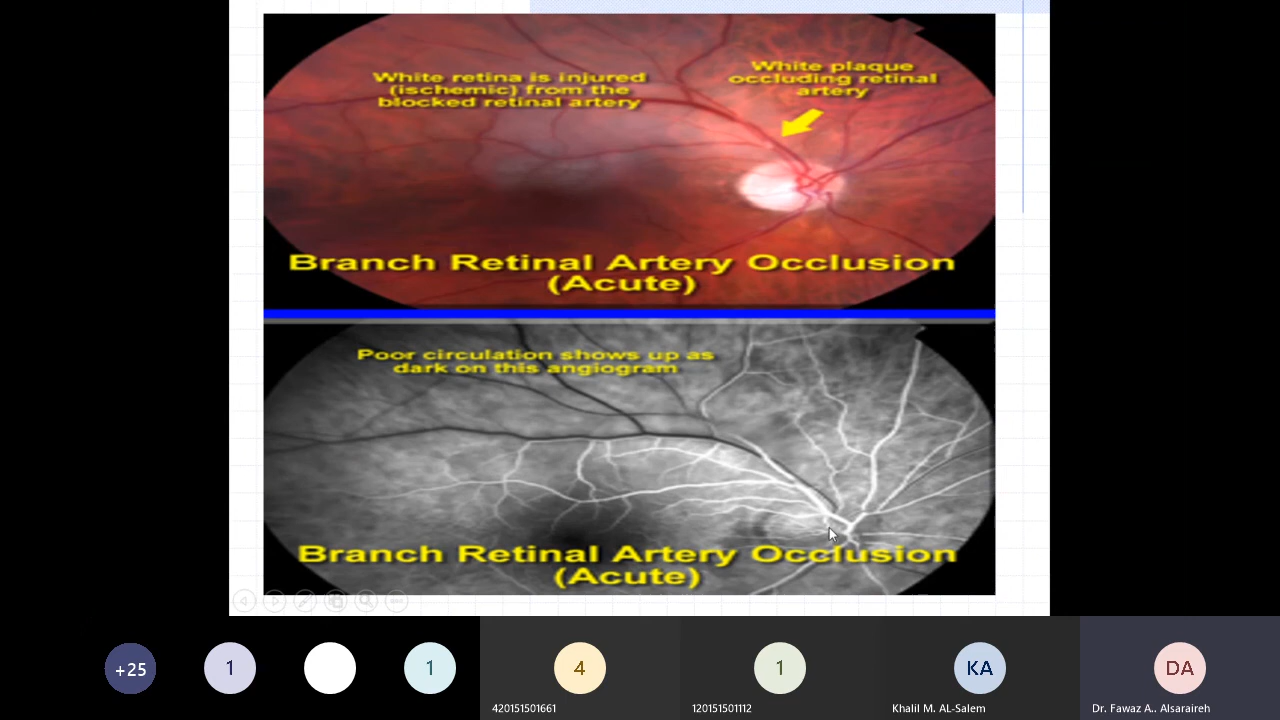 White retina is injured
(ischemic) from the
blocked retinal artery
White plaque
occluding retinal
artery
Branch Retinal Artery Occlusion
(Acute)
Poor circulation shows up as
dark on this angiogram
Branch Retinal Artery Occlusion
(Acute)
+25
1
1
4
1
KA
DA
420151501661
120151501112
Khalil M. AL-Salem
Dr. Fawaz A.. Alsaraireh